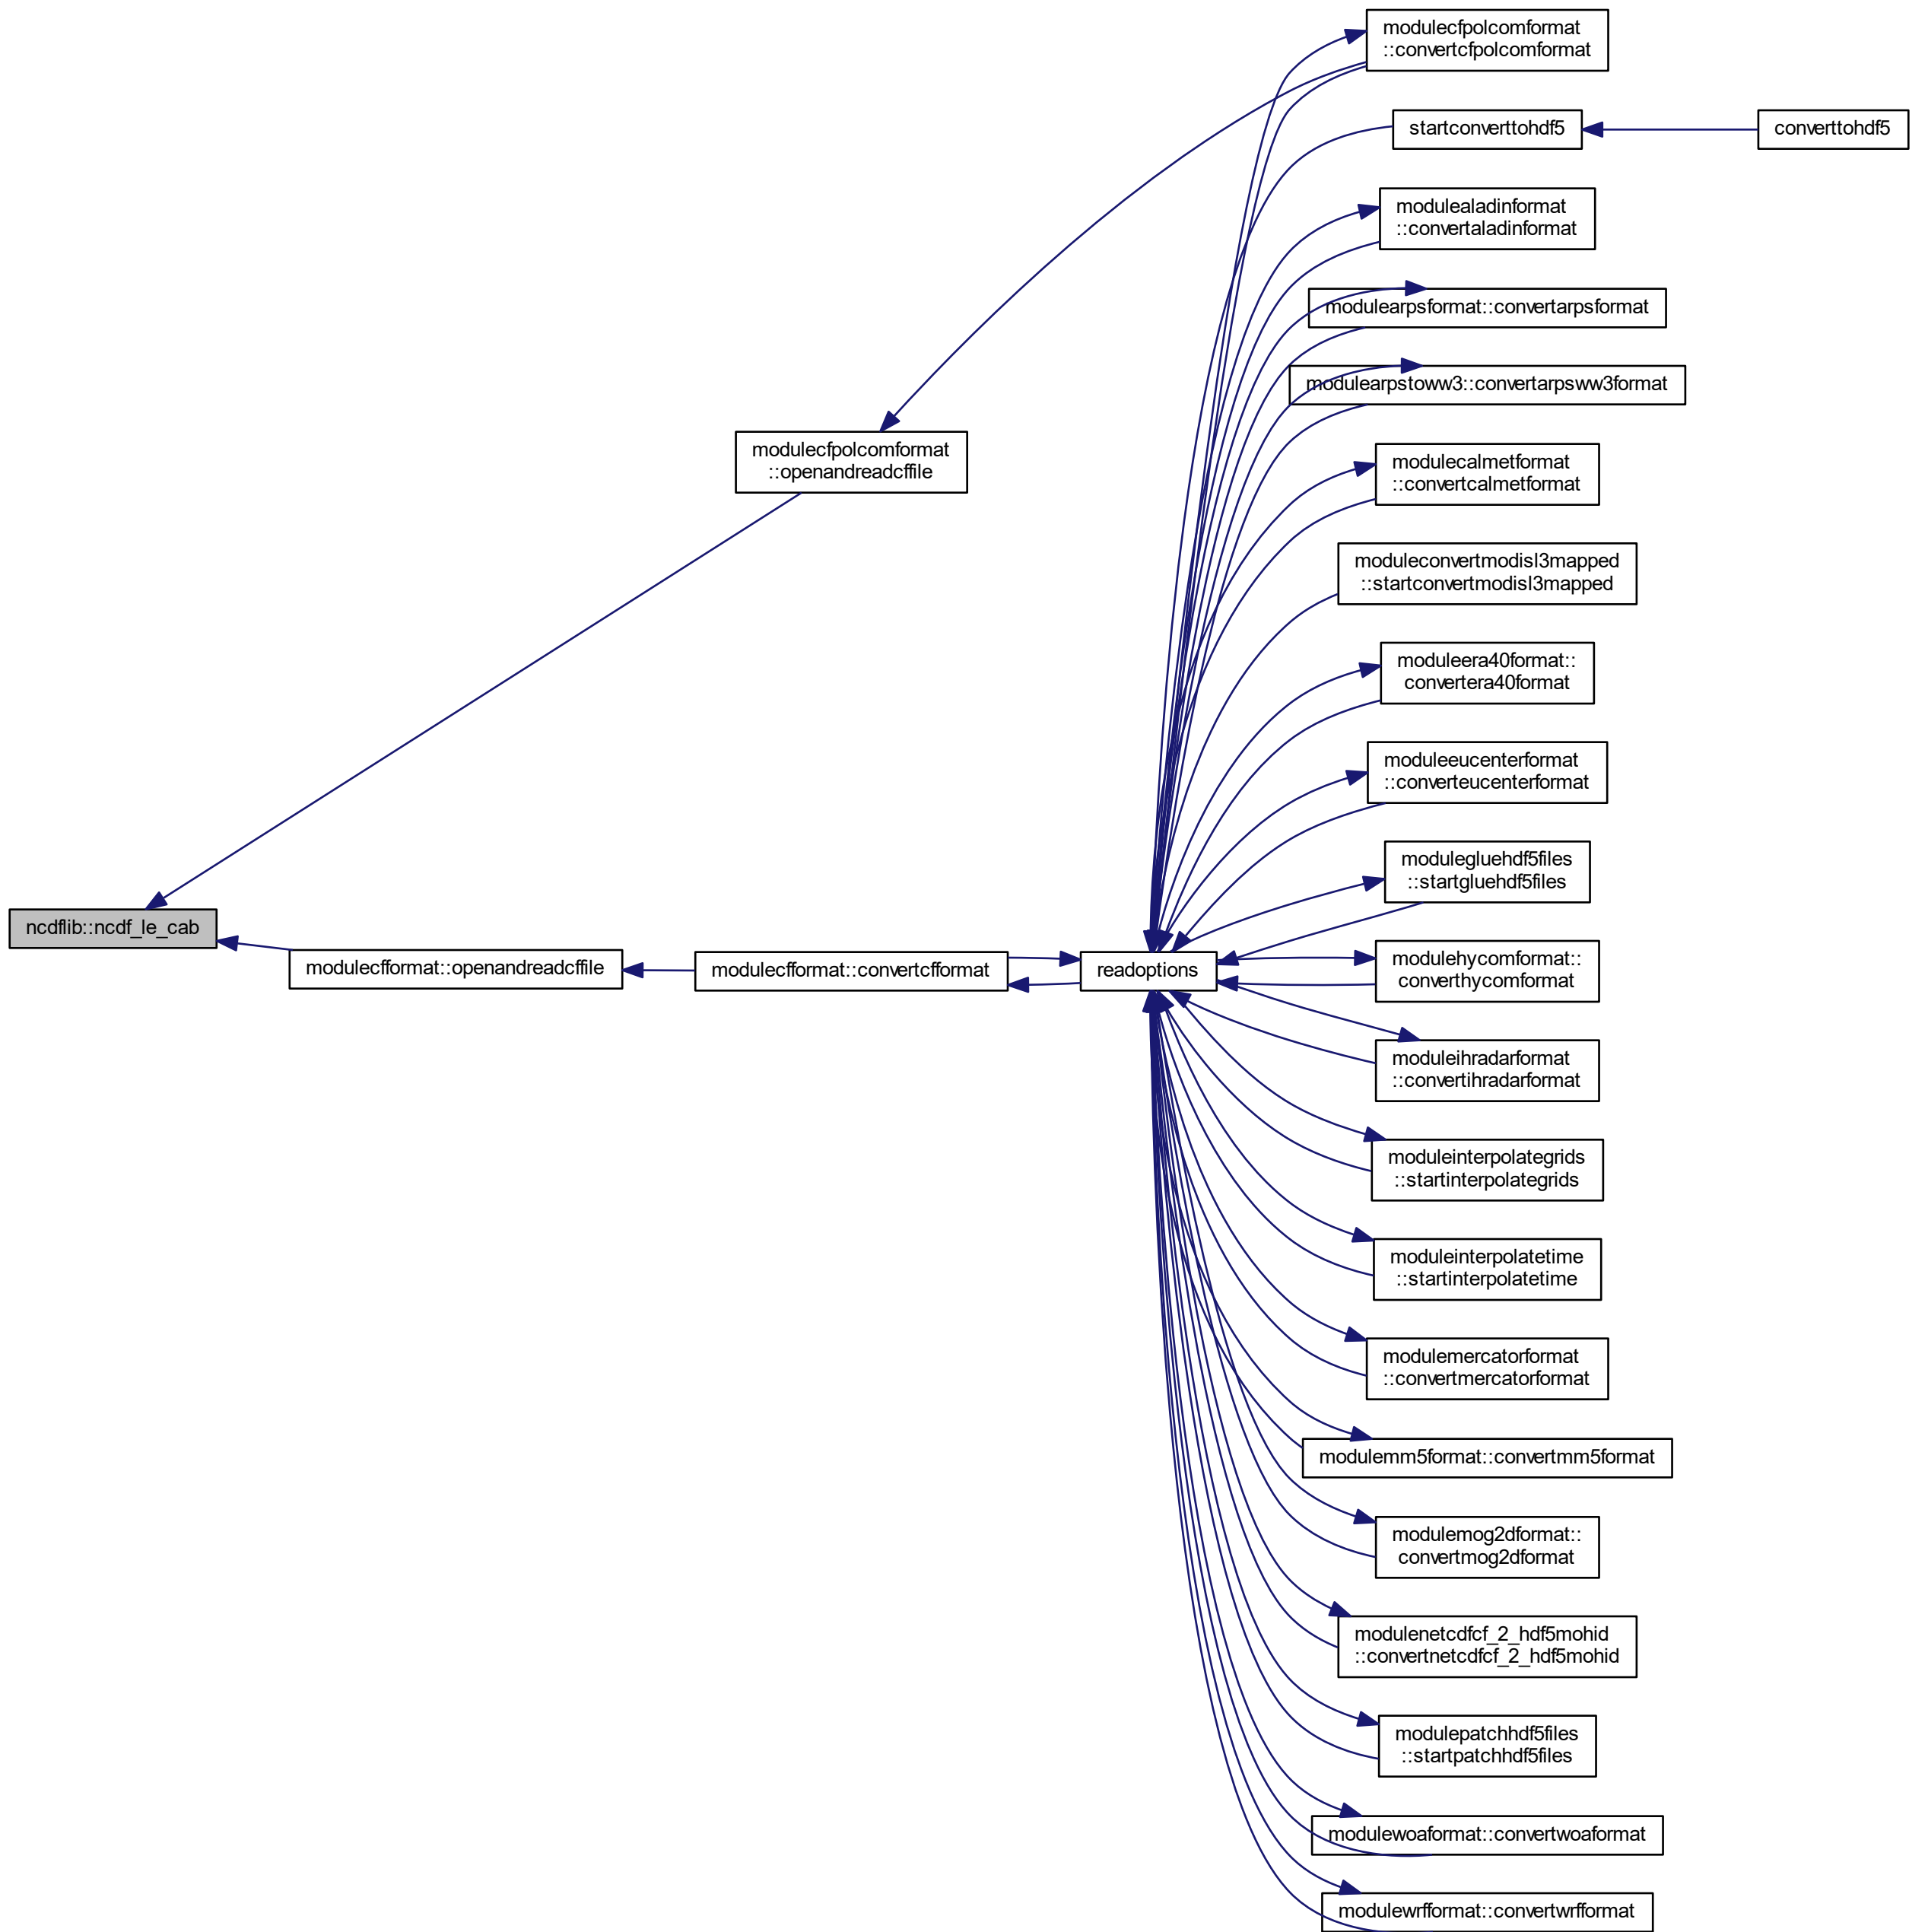 modulecfpolcomformat
::convertcfpolcomformat
startconverttohdf5
converttohdf5
modulealadinformat
::convertaladinformat
modulearpsformat::convertarpsformat
modulearpstoww3::convertarpsww3format
modulecfpolcomformat
::openandreadcffile
modulecalmetformat
::convertcalmetformat
moduleconvertmodisl3mapped
::startconvertmodisl3mapped
moduleera40format::
convertera40format
moduleeucenterformat
::converteucenterformat
modulegluehdf5files
::startgluehdf5files
ncdflib::ncdf_le_cab
modulecfformat::openandreadcffile
modulecfformat::convertcfformat
readoptions
modulehycomformat::
converthycomformat
moduleihradarformat
::convertihradarformat
moduleinterpolategrids
::startinterpolategrids
moduleinterpolatetime
::startinterpolatetime
modulemercatorformat
::convertmercatorformat
modulemm5format::convertmm5format
modulemog2dformat::
convertmog2dformat
modulenetcdfcf_2_hdf5mohid
::convertnetcdfcf_2_hdf5mohid
modulepatchhdf5files
::startpatchhdf5files
modulewoaformat::convertwoaformat
modulewrfformat::convertwrfformat